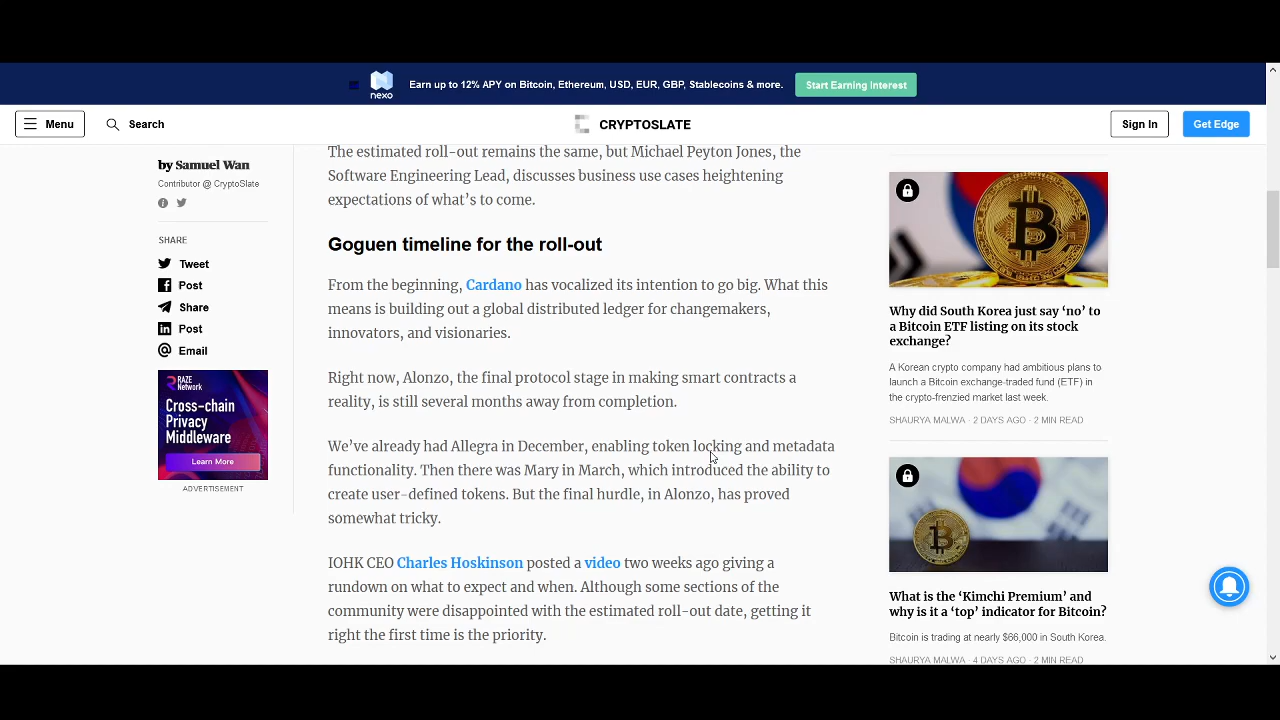 nexo
Earn up to 12% APY on Bitcoin, Ethereum, USD, EUR, GBP, Stablecoins & more.
Start Earning Interest
Menu
Search
CRYPTOSLATE
Sign In
Get Edge
by Samuel Wan
Contributor @ CryptoSlate
SHARE
Tweet
Post
Share
Post
Email
RAZE
Network
Cross-chain
Privacy
Middleware
Learn More
ADVERTISEMENT
The estimated roll-out remains the same, but Michael Peyton Jones, the
Software Engineering Lead, discusses business use cases heightening
expectations of what’s to come.
Goguen timeline for the roll-out
From the beginning, Cardano has vocalized its intention to go big. What this
means is building out a global distributed ledger for changemakers,
innovators, and visionaries.
Right now, Alonzo, the final protocol stage in making smart contracts a
reality, is still several months away from completion.
We’ve already had Allegra in December, enabling token locking and metadata
functionality. Then there was Mary in March, which introduced the ability to
create user-defined tokens. But the final hurdle, in Alonzo, has proved
somewhat tricky.
IOHK CEO Charles Hoskinson posted a video two weeks ago giving a
rundown on what to expect and when. Although some sections of the
community were disappointed with the estimated roll-out date, getting it
right the first time is the priority.
Why did South Korea just say ‘no’ to
a Bitcoin ETF listing on its stock
exchange?
A Korean crypto company had ambitious plans to
launch a Bitcoin exchange-traded fund (ETF) in
the crypto-frenzied market last week.
SHAURYA MALWA · 2 DAYS AGO · 2 MIN READ
What is the ‘Kimchi Premium’ and
why is it a ‘top’ indicator for Bitcoin?
Bitcoin is trading at nearly $66,000 in South Korea.
SHAURYA MALWA · 4 DAYS AGO · 2 MIN READ